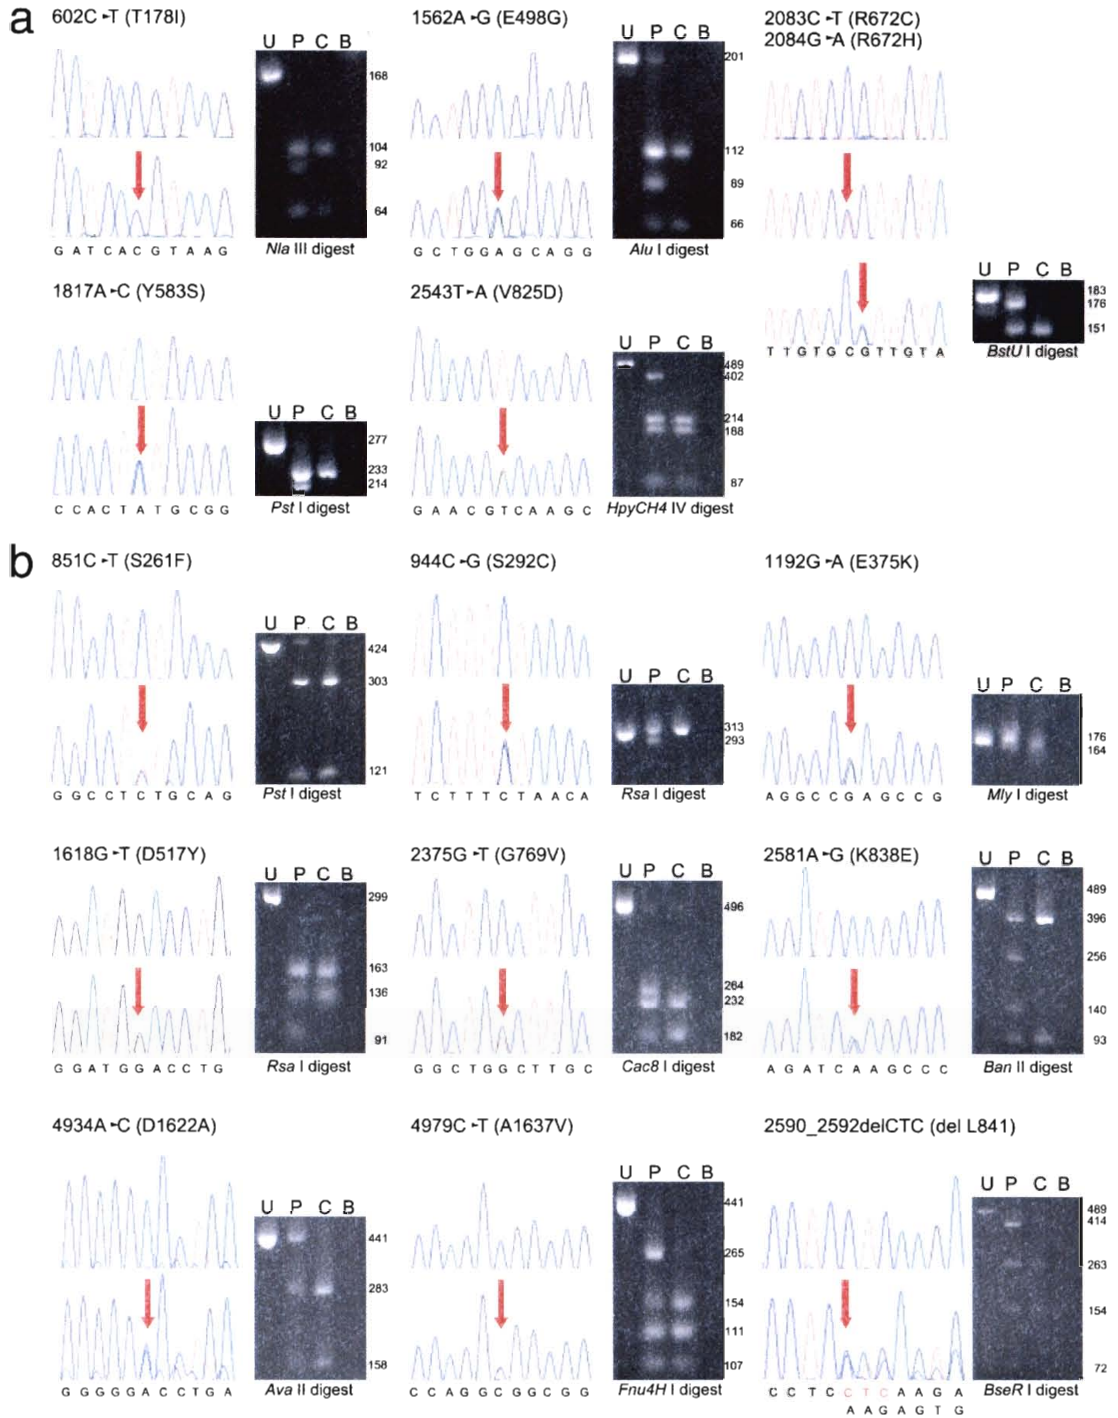 a
602C►T (T178I)
U P C B
168
104
92
64
G A T C A C G T A A G
Nla III digest
1562A►G (E498G)
U P C B
201
112
89
66
G C T G G A G C A G G
Alu I digest
2083C►T (R672C)
2084G►A (R672H)
U P C B
183
176
151
T T G T G C G T T G T A
BstU I digest
1817A►C (Y583S)
U P C B
277
233
214
C C A C T A T G C G G
Pst I digest
2543T►A (V825D)
U P C B
489
402
214
188
87
G A A C G T C A A G C
HpyCH4 IV digest
b
851C►T (S261F)
U P C B
424
303
121
G G C C T C T G C A G
Pst I digest
944C►G (S292C)
U P C B
313
293
T C T T T C T A A C A
Rsa I digest
1192G►A (E375K)
U P C B
176
164
A G G C C G A G C C G
Mly I digest
1618G►T (D517Y)
U P C B
299
163
136
91
G G A T G G A C C T G
Rsa I digest
2375G►T (G769V)
U P C B
496
264
232
182
G G C T G G C T T G C
Cac8 I digest
2581A►G (K838E)
U P C B
489
396
256
140
93
A G A T C A A G C C C
Ban II digest
4934A►C (D1622A)
U P C B
441
283
158
G G G G G A C C T G A
Ava II digest
4979C►T (A1637V)
U P C B
441
265
154
111
107
C C A G G C G G C G G
Fnu4H I digest
2590_2592delCTC (del L841)
U P C B
489
414
263
154
72
C C T C C T C A A G A
A A G A G T G
BseR I digest